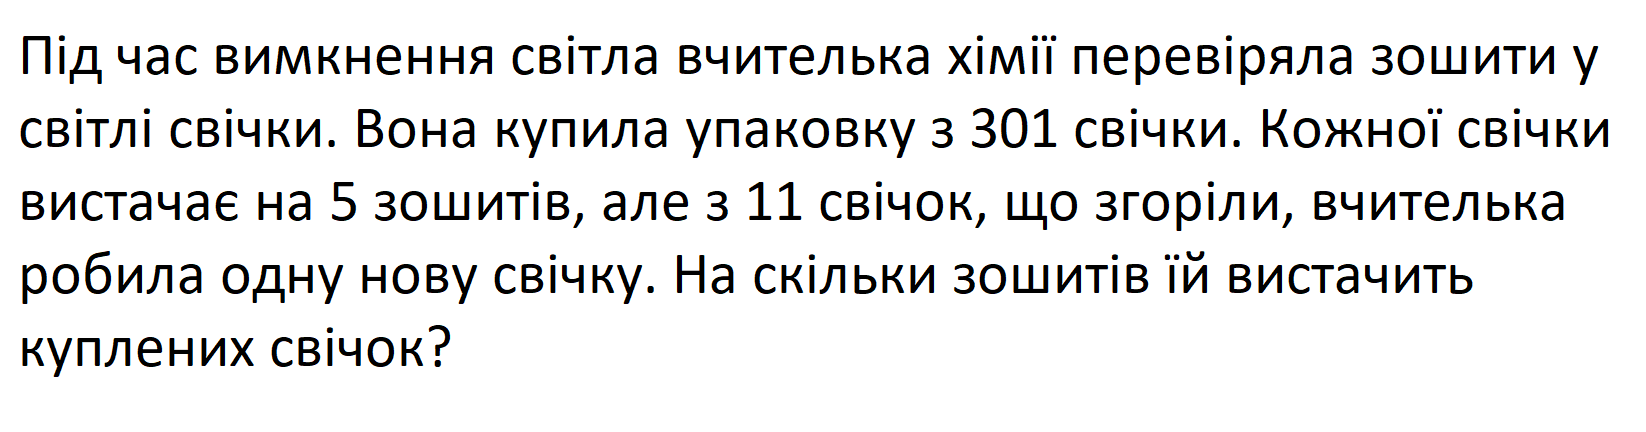 Під час вимкнення світла вчителька хімії перевіряла зошити у
світлі свічки. Вона купила упаковку з 301 свічки. Кожної свічки
вистачає на 5 зошитів, але з 11 свічок, що згоріли, вчителька
робила одну нову свічку. На скільки зошитів їй вистачить
куплених свічок?